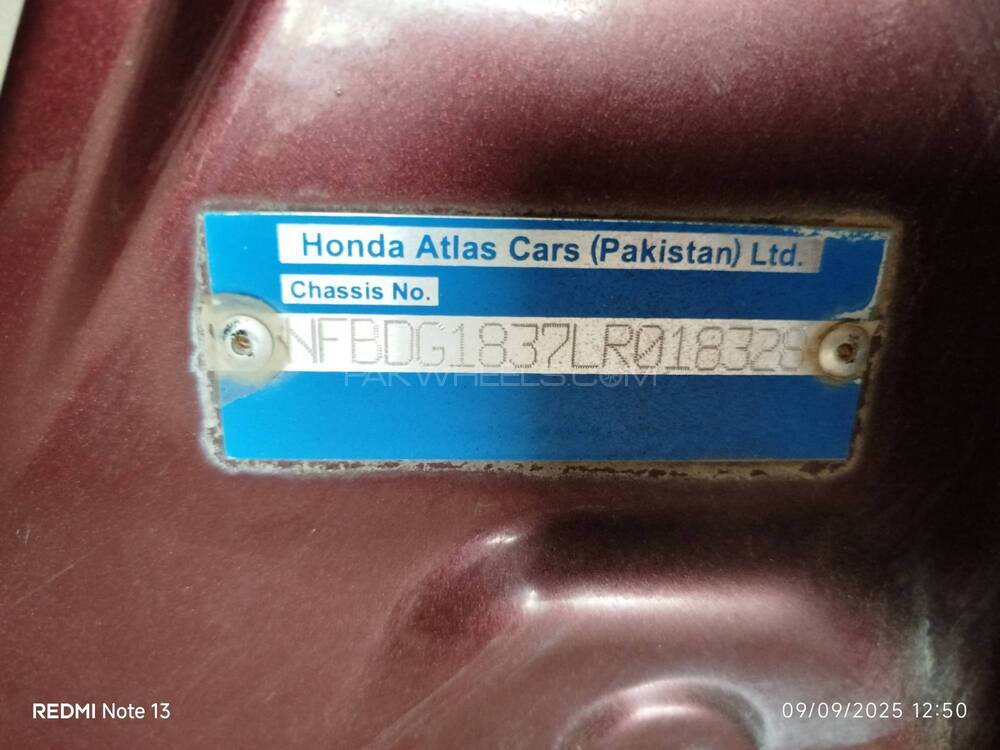 Honda Atlas Cars (Pakistan) Ltd.
Chassis No.
NFBDG1837LR018328
PAKWHEELS.COM
REDMI Note 13
09/09/2025 12:50